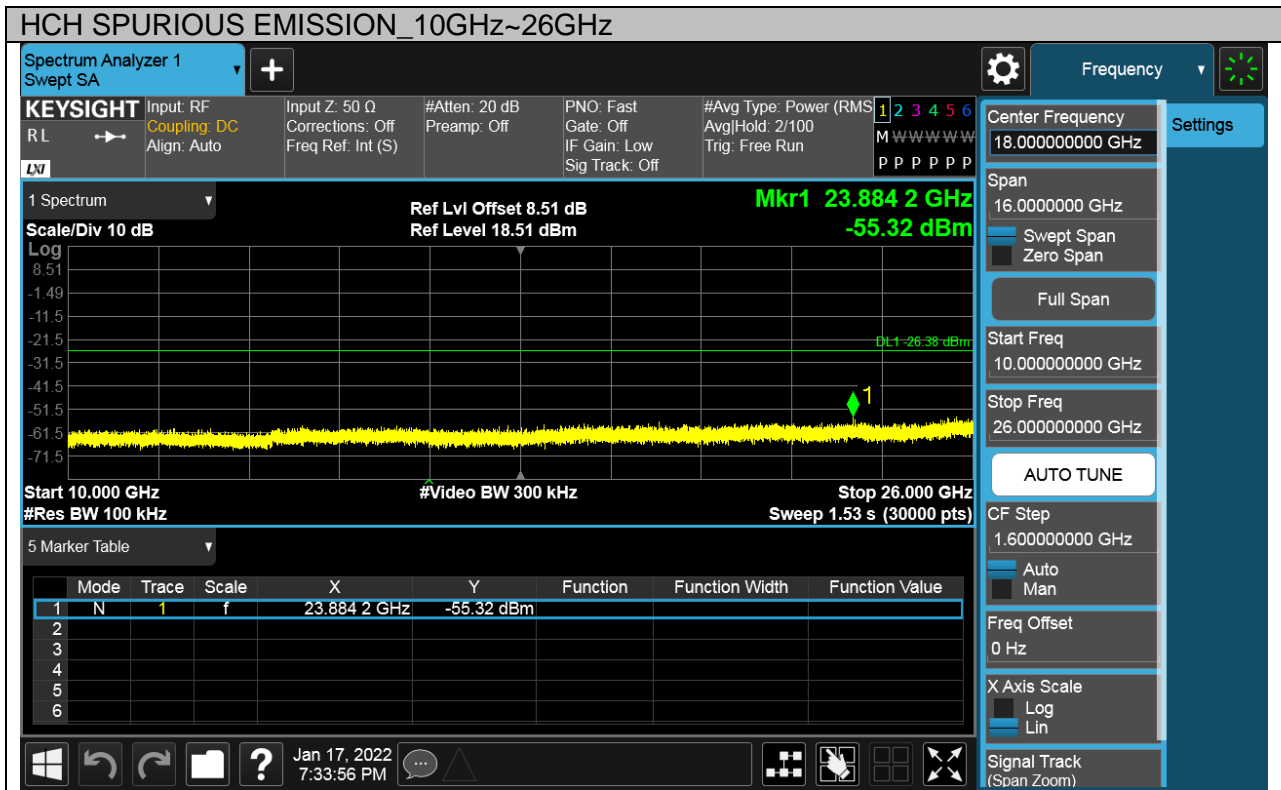 HCH SPURIOUS EMISSION_10GHz~26GHz
Spectrum Analyzer 1
Swept SA
Frequency
KEYSIGHT
RL
LXI
Input: RF
Coupling: DC
Align: Auto
Input Z: 50 Ω
Corrections: Off
Freq Ref: Int (S)
#Atten: 20 dB
Preamp: Off
PNO: Fast
Gate: Off
IF Gain: Low
Sig Track: Off
#Avg Type: Power (RMS
Avg|Hold: 2/100
Trig: Free Run
1 2 3 4 5 6
M W W W W W
P P P P P P
1 Spectrum
Scale/Div 10 dB
Ref Lvl Offset 8.51 dB
Ref Level 18.51 dBm
Mkr1 23.884 2 GHz
-55.32 dBm
Log
8.51
-1.49
-11.5
-21.5
-31.5
-41.5
-51.5
-61.5
-71.5
DL1 -26.38 dBm
1
Start 10.000 GHz
#Video BW 300 kHz
Stop 26.000 GHz
#Res BW 100 kHz
Sweep 1.53 s (30000 pts)
5 Marker Table
Mode Trace Scale X Y Function Function Width Function Value
1 N 1 f 23.884 2 GHz -55.32 dBm
2
3
4
5
6
Jan 17, 2022
7:33:56 PM
Center Frequency
18.000000000 GHz
Settings
Span
16.0000000 GHz
Swept Span
Zero Span
Full Span
Start Freq
10.000000000 GHz
Stop Freq
26.000000000 GHz
AUTO TUNE
CF Step
1.600000000 GHz
Auto
Man
Freq Offset
0 Hz
X Axis Scale
Log
Lin
Signal Track
(Span Zoom)